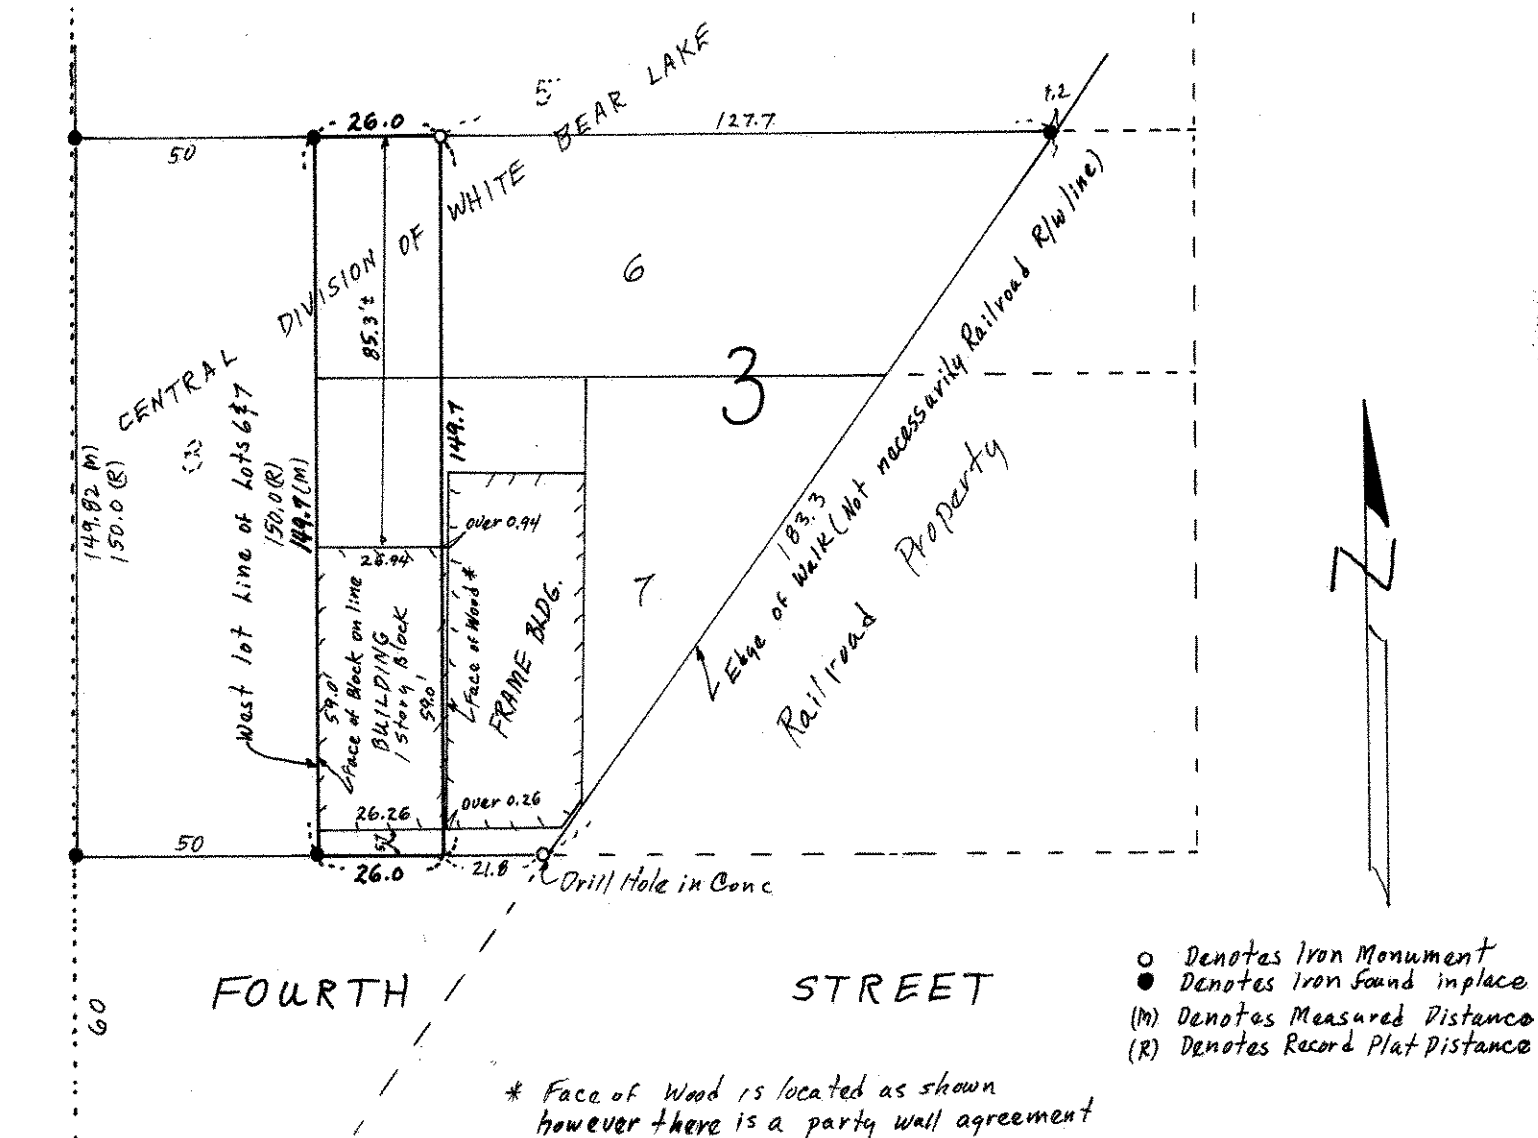 5
1.2
26.0
127.7
50
CENTRAL DIVISION OF WHITE BEAR LAKE
6
85.3'±
3
149.82 (M)
150.0 (R)
West lot Line of Lots 6&7
150.0 (R)
149.7 (M)
149.7
over 0.94
26.94
Face of Block on line
59.0'
BUILDING
1 Story Block
59.0'
Face of Wood *
FRAME BLDG.
7
183.3
Edge of Walk (Not necessarily Railroad R/w line)
Railroad Property
N
26.26
over 0.26
50
26.0
21.8
Drill Hole in Conc
FOURTH STREET
60
○ Denotes Iron Monument
● Denotes Iron found inplace
(M) Denotes Measured Distance
(R) Denotes Record Plat Distance
* Face of Wood is located as shown
however there is a party wall agreement